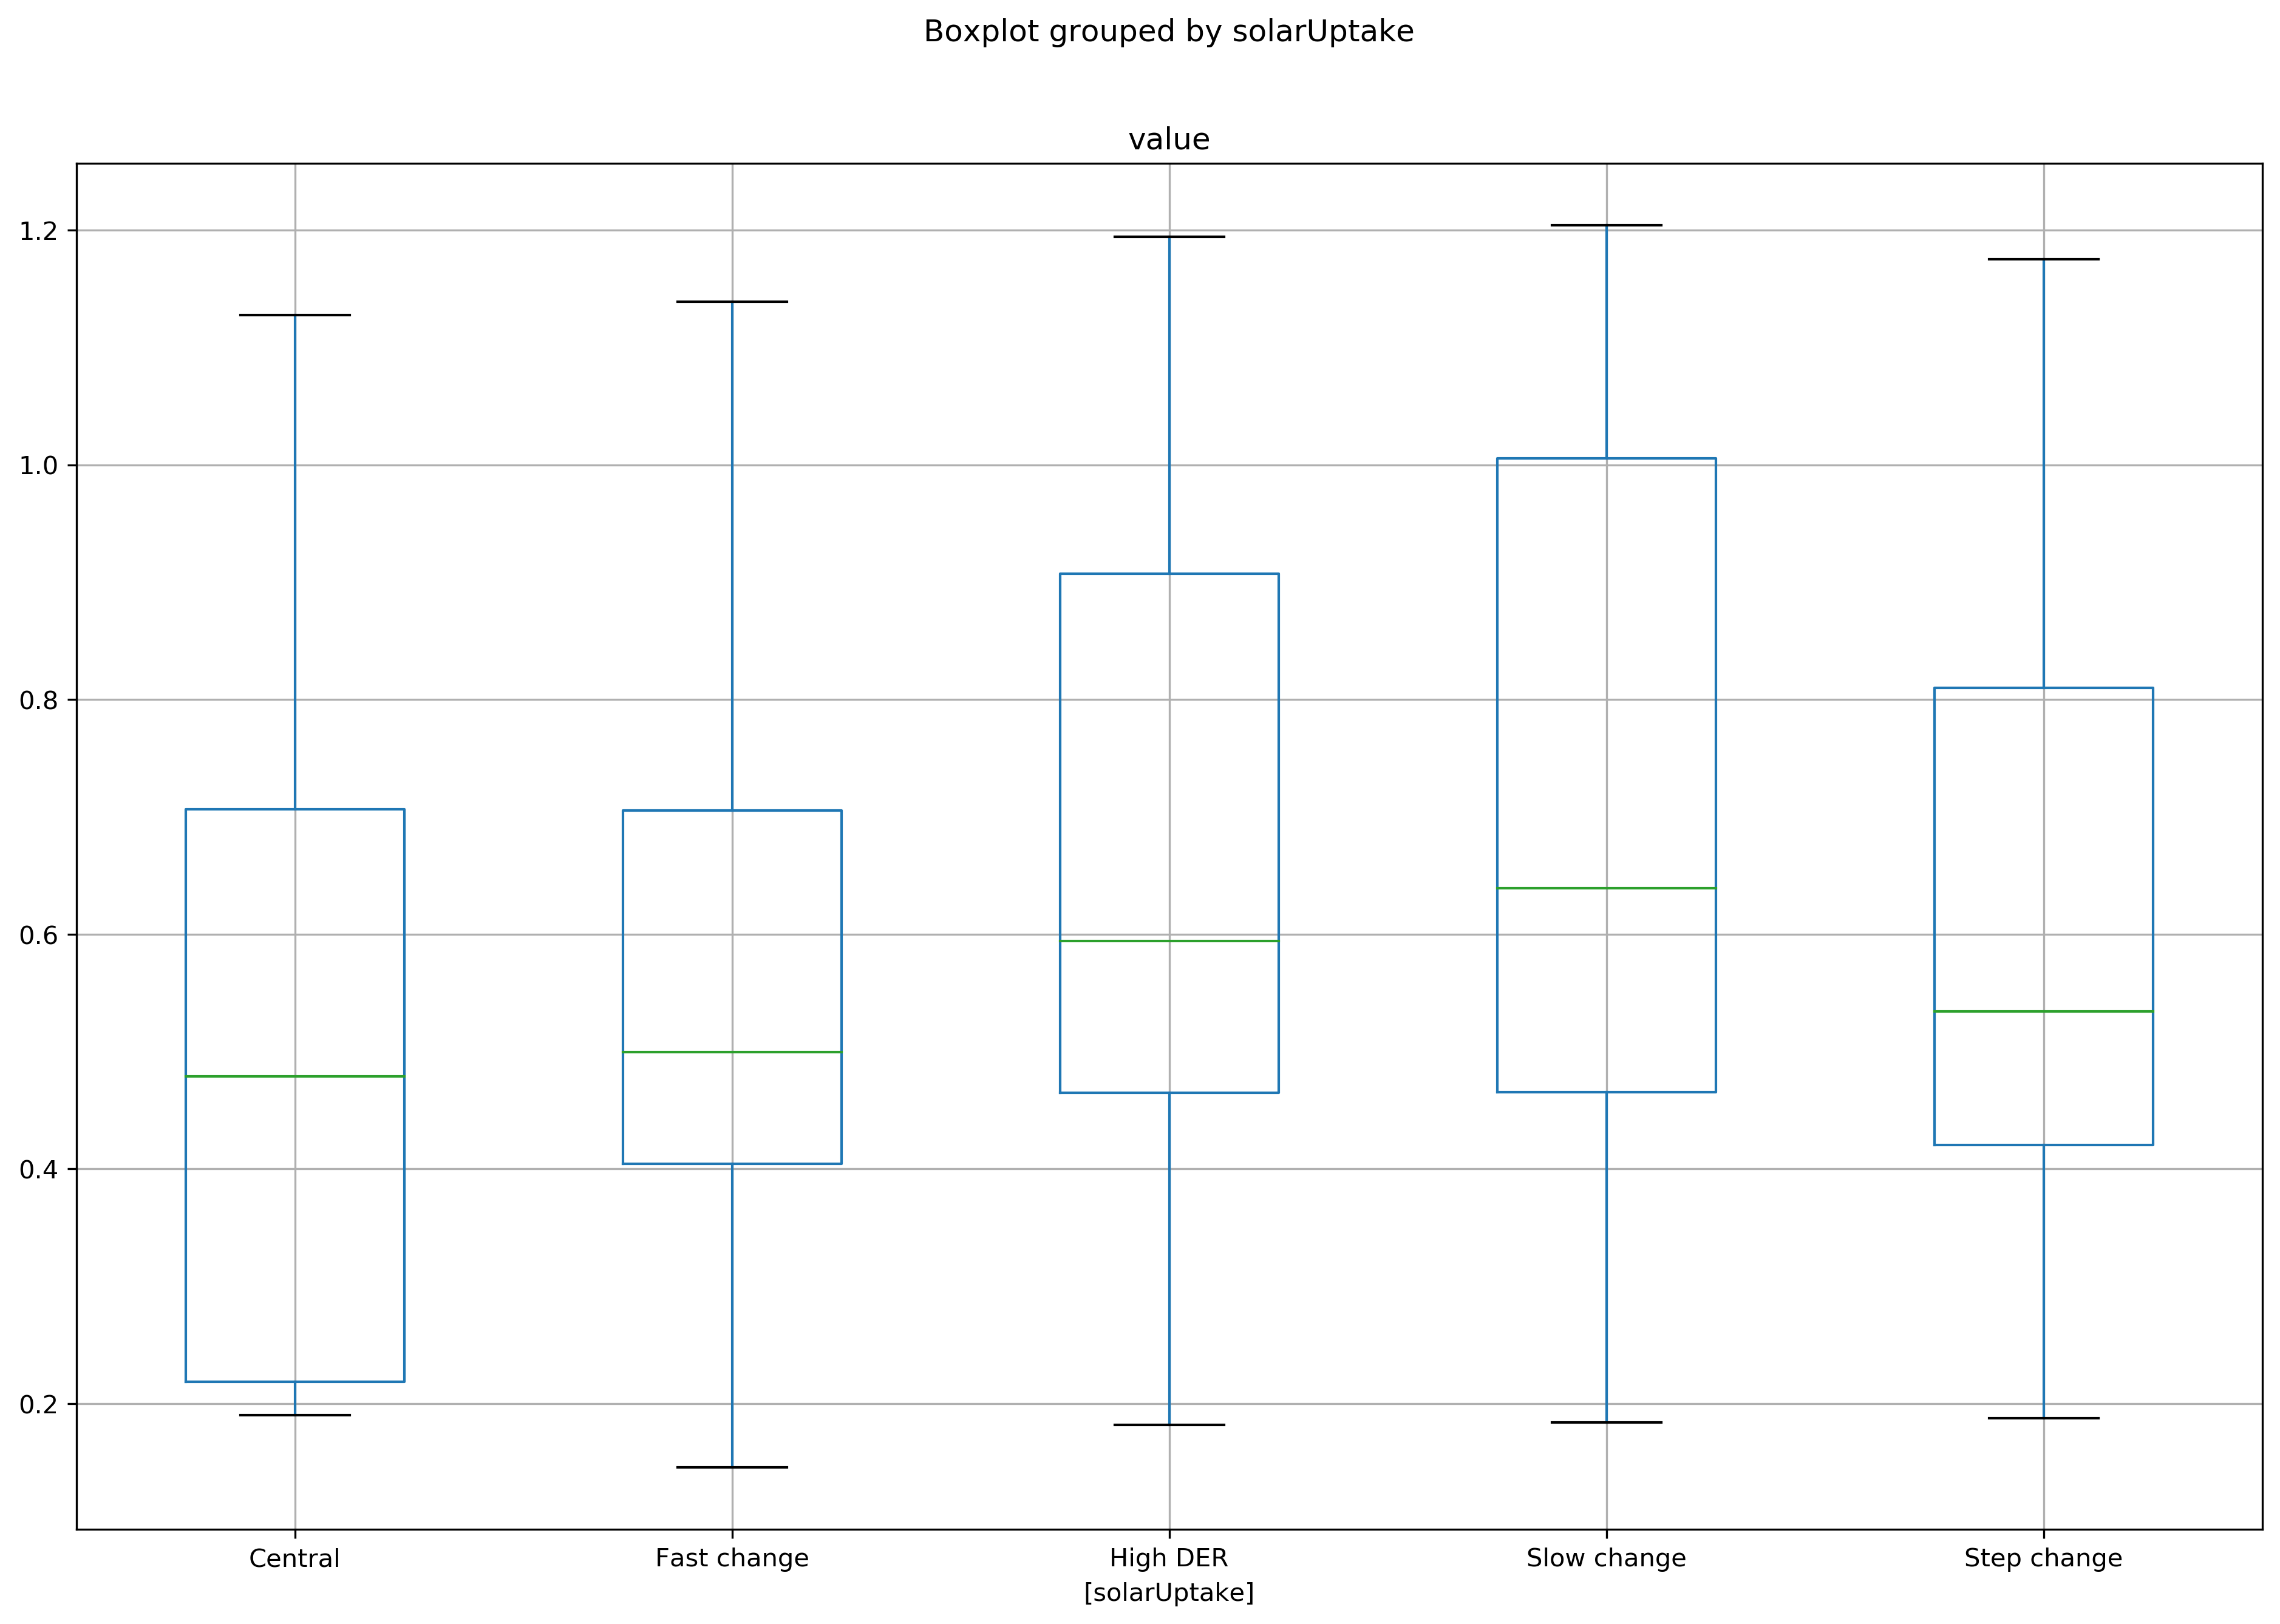 Boxplot grouped by solarUptake
value
1.2
1.0
0.8
0.6
0.4
0.2
Central Fast change High DER Slow change Step change
[solarUptake]